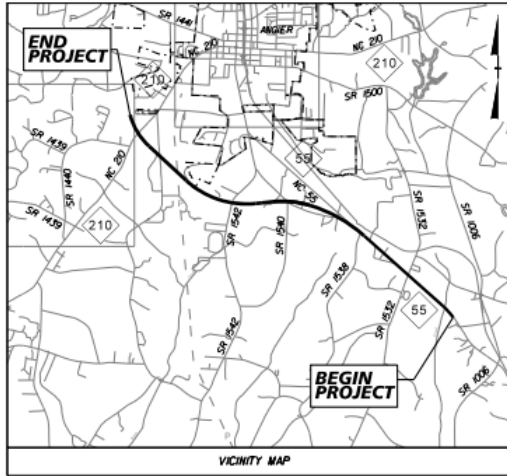 END
PROJECT
SR 1441
ANGIER
NC 210
NC 210
210
210
SR 1500
SR 1439
SR 1440
NC 210
55
NC 55
SR 1439
210
SR 1542
SR 1540
SR 1532
SR 1006
SR 1538
SR 1532
55
SR 1542
BEGIN
PROJECT
SR 1006
VICINITY MAP